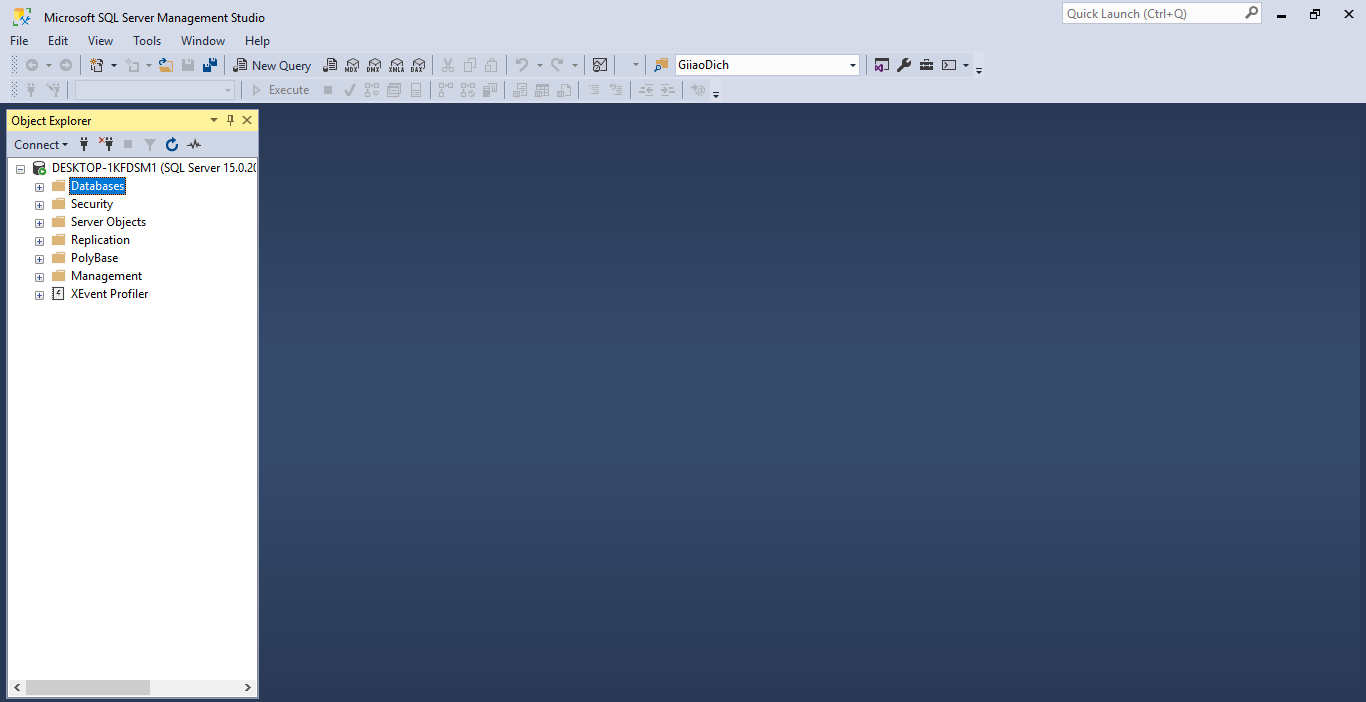 Microsoft SQL Server Management Studio
Quick Launch (Ctrl+Q)
File Edit View Tools Window Help
New Query MDX DMX XMLA DAX GiiaoDich
Execute
Object Explorer
Connect
DESKTOP-1KFDSM1 (SQL Server 15.0.20
Databases
Security
Server Objects
Replication
PolyBase
Management
XEvent Profiler